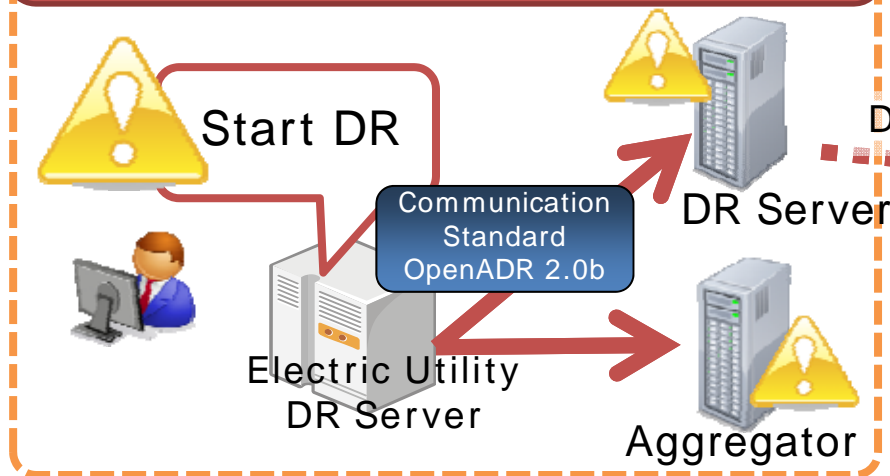 Start DR
Communication
Standard
OpenADR 2.0b
DR Server
Electric Utility
DR Server
Aggregator